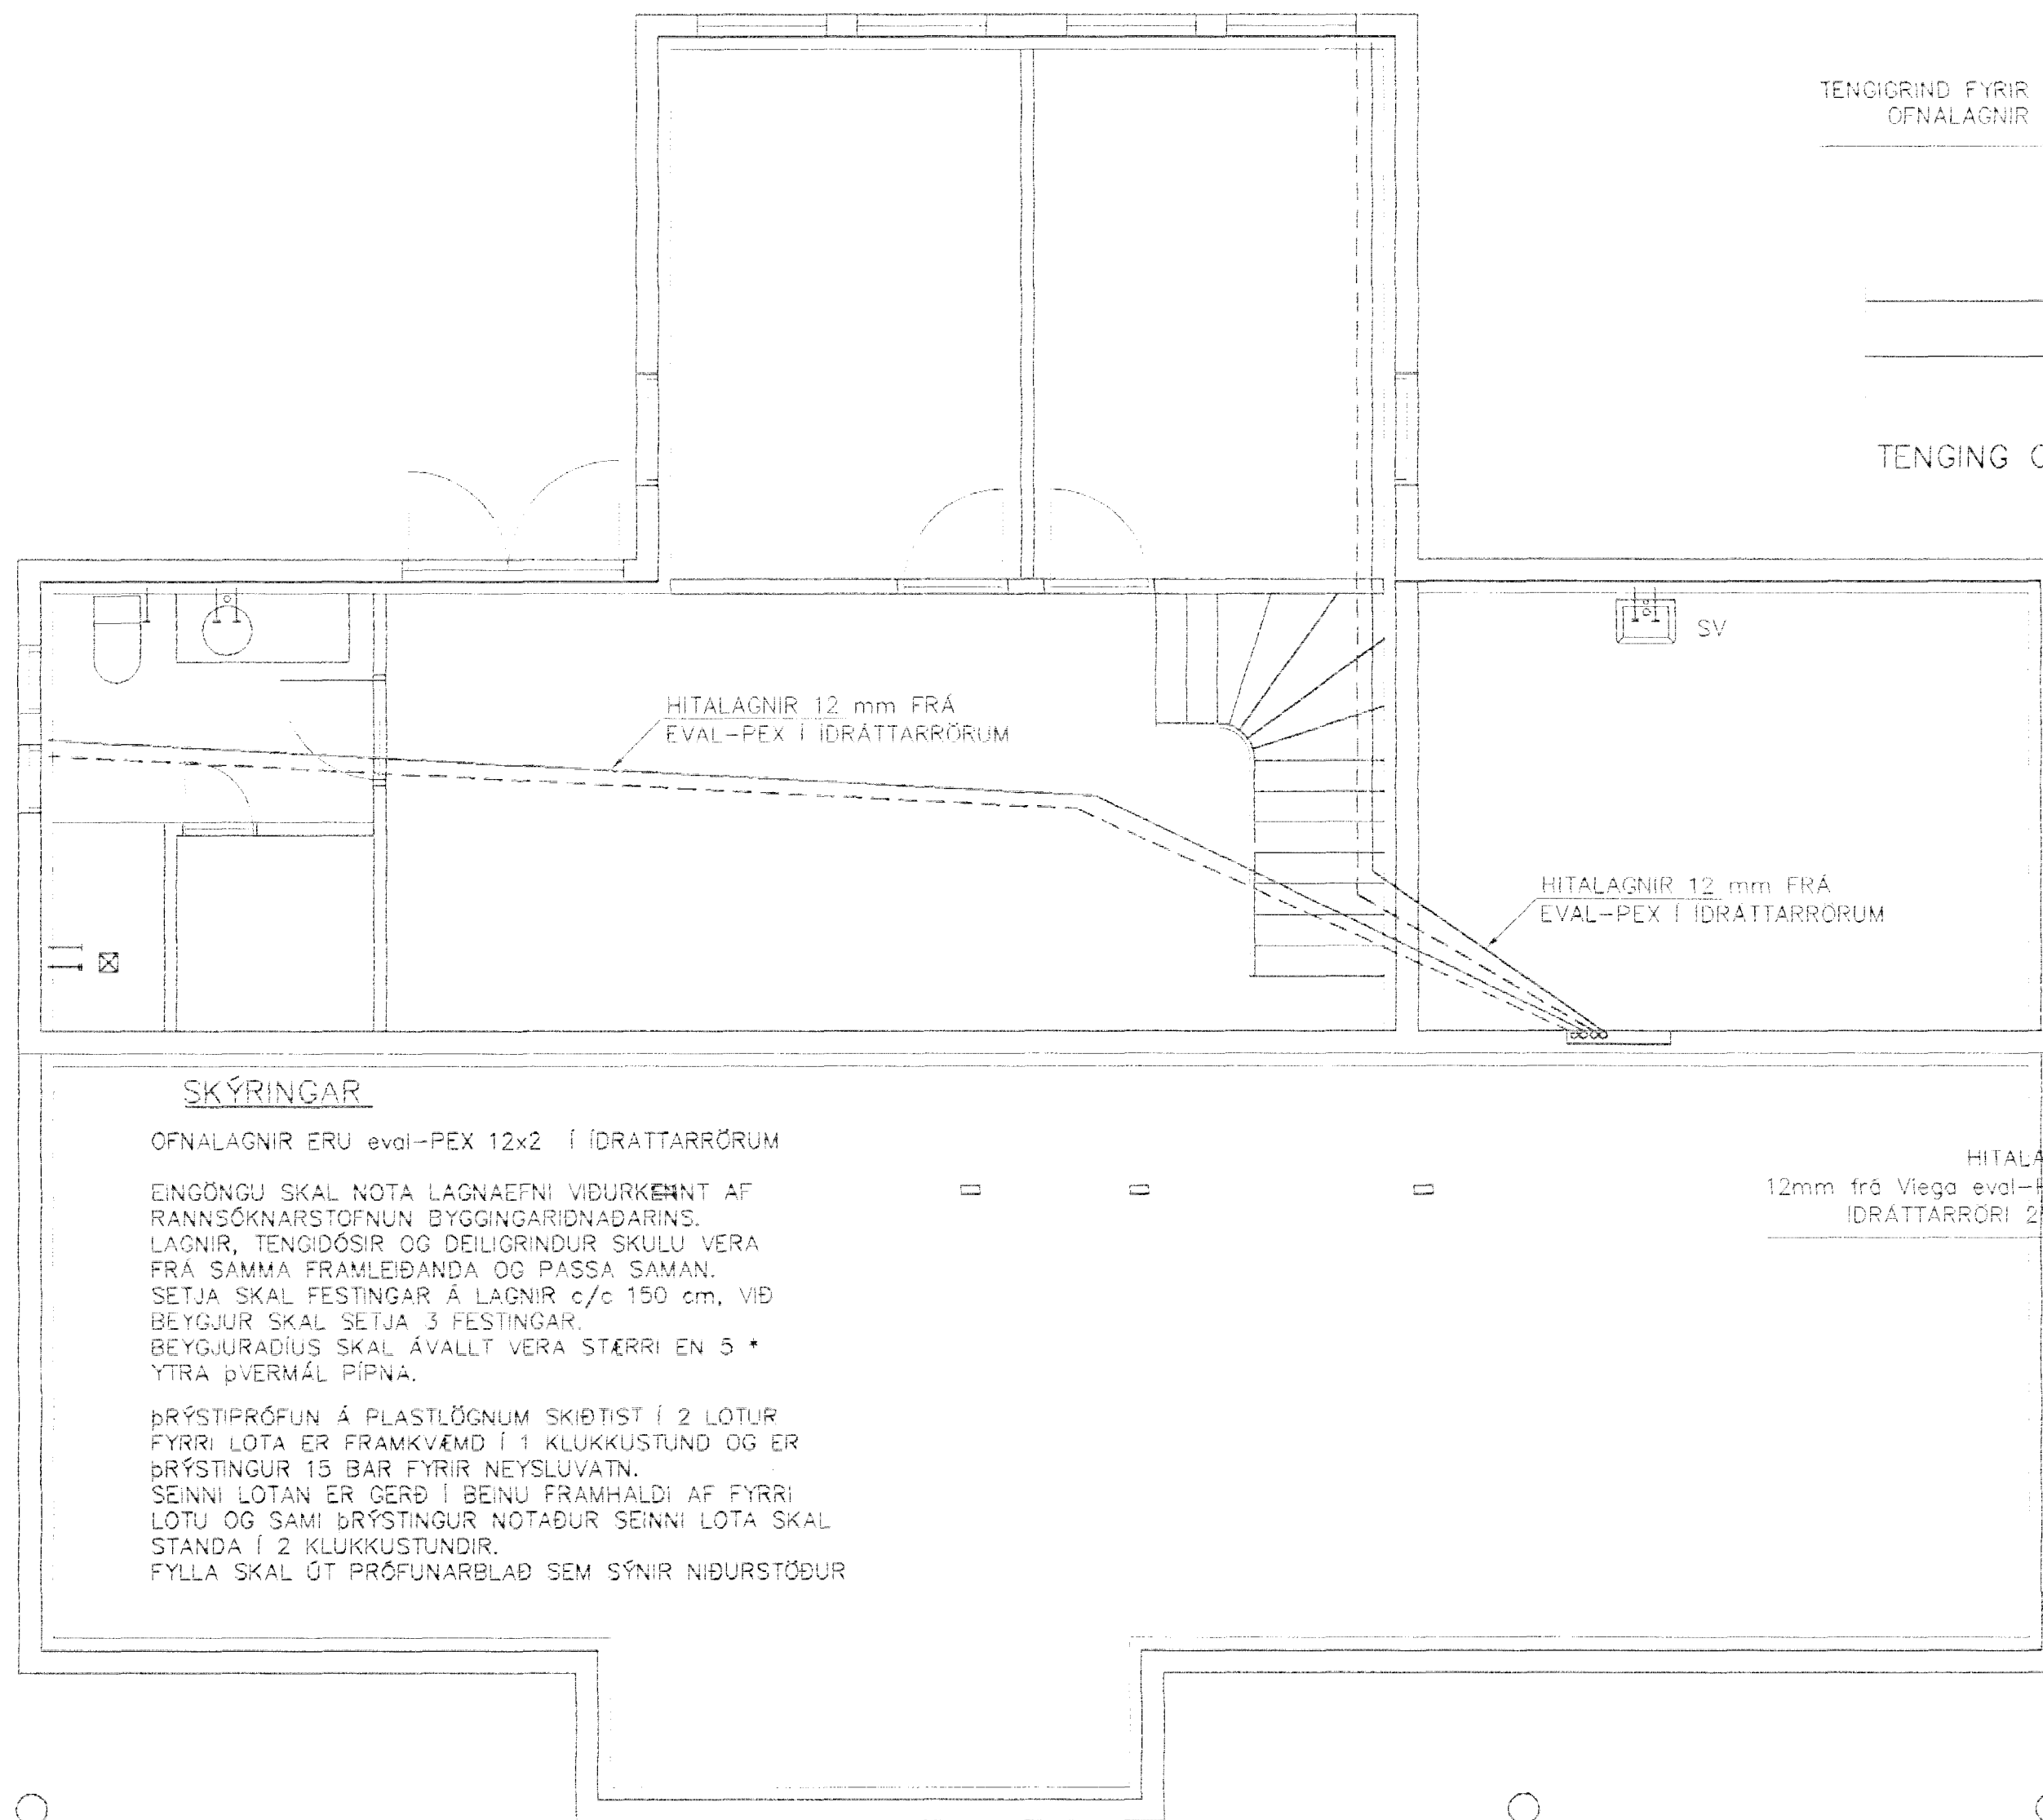 TENGIGRIND FYRIR
OFNALAGNIR
TENGING
SV
HITALAGNIR 12 mm FRÁ
EVAL-PEX Í ÍDRÁTTARRÖRUM
HITALAGNIR 12 mm FRÁ
EVAL-PEX Í ÍDRÁTTARRÖRUM
SKÝRINGAR
OFNALAGNIR ERU eval-PEX 12x2 Í ÍDRATTARRÖRUM
EINGÖNGU SKAL NOTA LAGNAEFNI VIÐURKENNT AF
RANNSÓKNARSTOFNUN BYGGINGARIÐNAÐARINS.
LAGNIR, TENGIDÓSIR OG DEILIGRINDUR SKULU VERA
FRÁ SAMMA FRAMLEIÐANDA OG PASSA SAMAN.
SETJA SKAL FESTINGAR Á LAGNIR c/c 150 cm, VIÐ
BEYGJUR SKAL SETJA 3 FESTINGAR.
BEYGJURADÍUS SKAL ÁVALLT VERA STÆRRI EN 5 *
YTRA ÞVERMÁL PÍPNA.
ÞRÝSTIPRÓFUN Á PLASTLÖGNUM SKIÐTIST Í 2 LOTUR
FYRRI LOTA ER FRAMKVÆMD Í 1 KLUKKUSTUND OG ER
ÞRÝSTINGUR 15 BAR FYRIR NEYSLUVATN.
SEINNI LOTAN ER GERÐ Í BEINU FRAMHALDI AF FYRRI
LOTU OG SAMI ÞRÝSTINGUR NOTAÐUR SEINNI LOTA SKAL
STANDA Í 2 KLUKKUSTUNDIR.
FYLLA SKAL ÚT PRÓFUNARBLAÐ SEM SÝNIR NIÐURSTÖÐUR
HITALA
12mm frá Viega eval-P
ÍDRÁTTARRÖRI 2